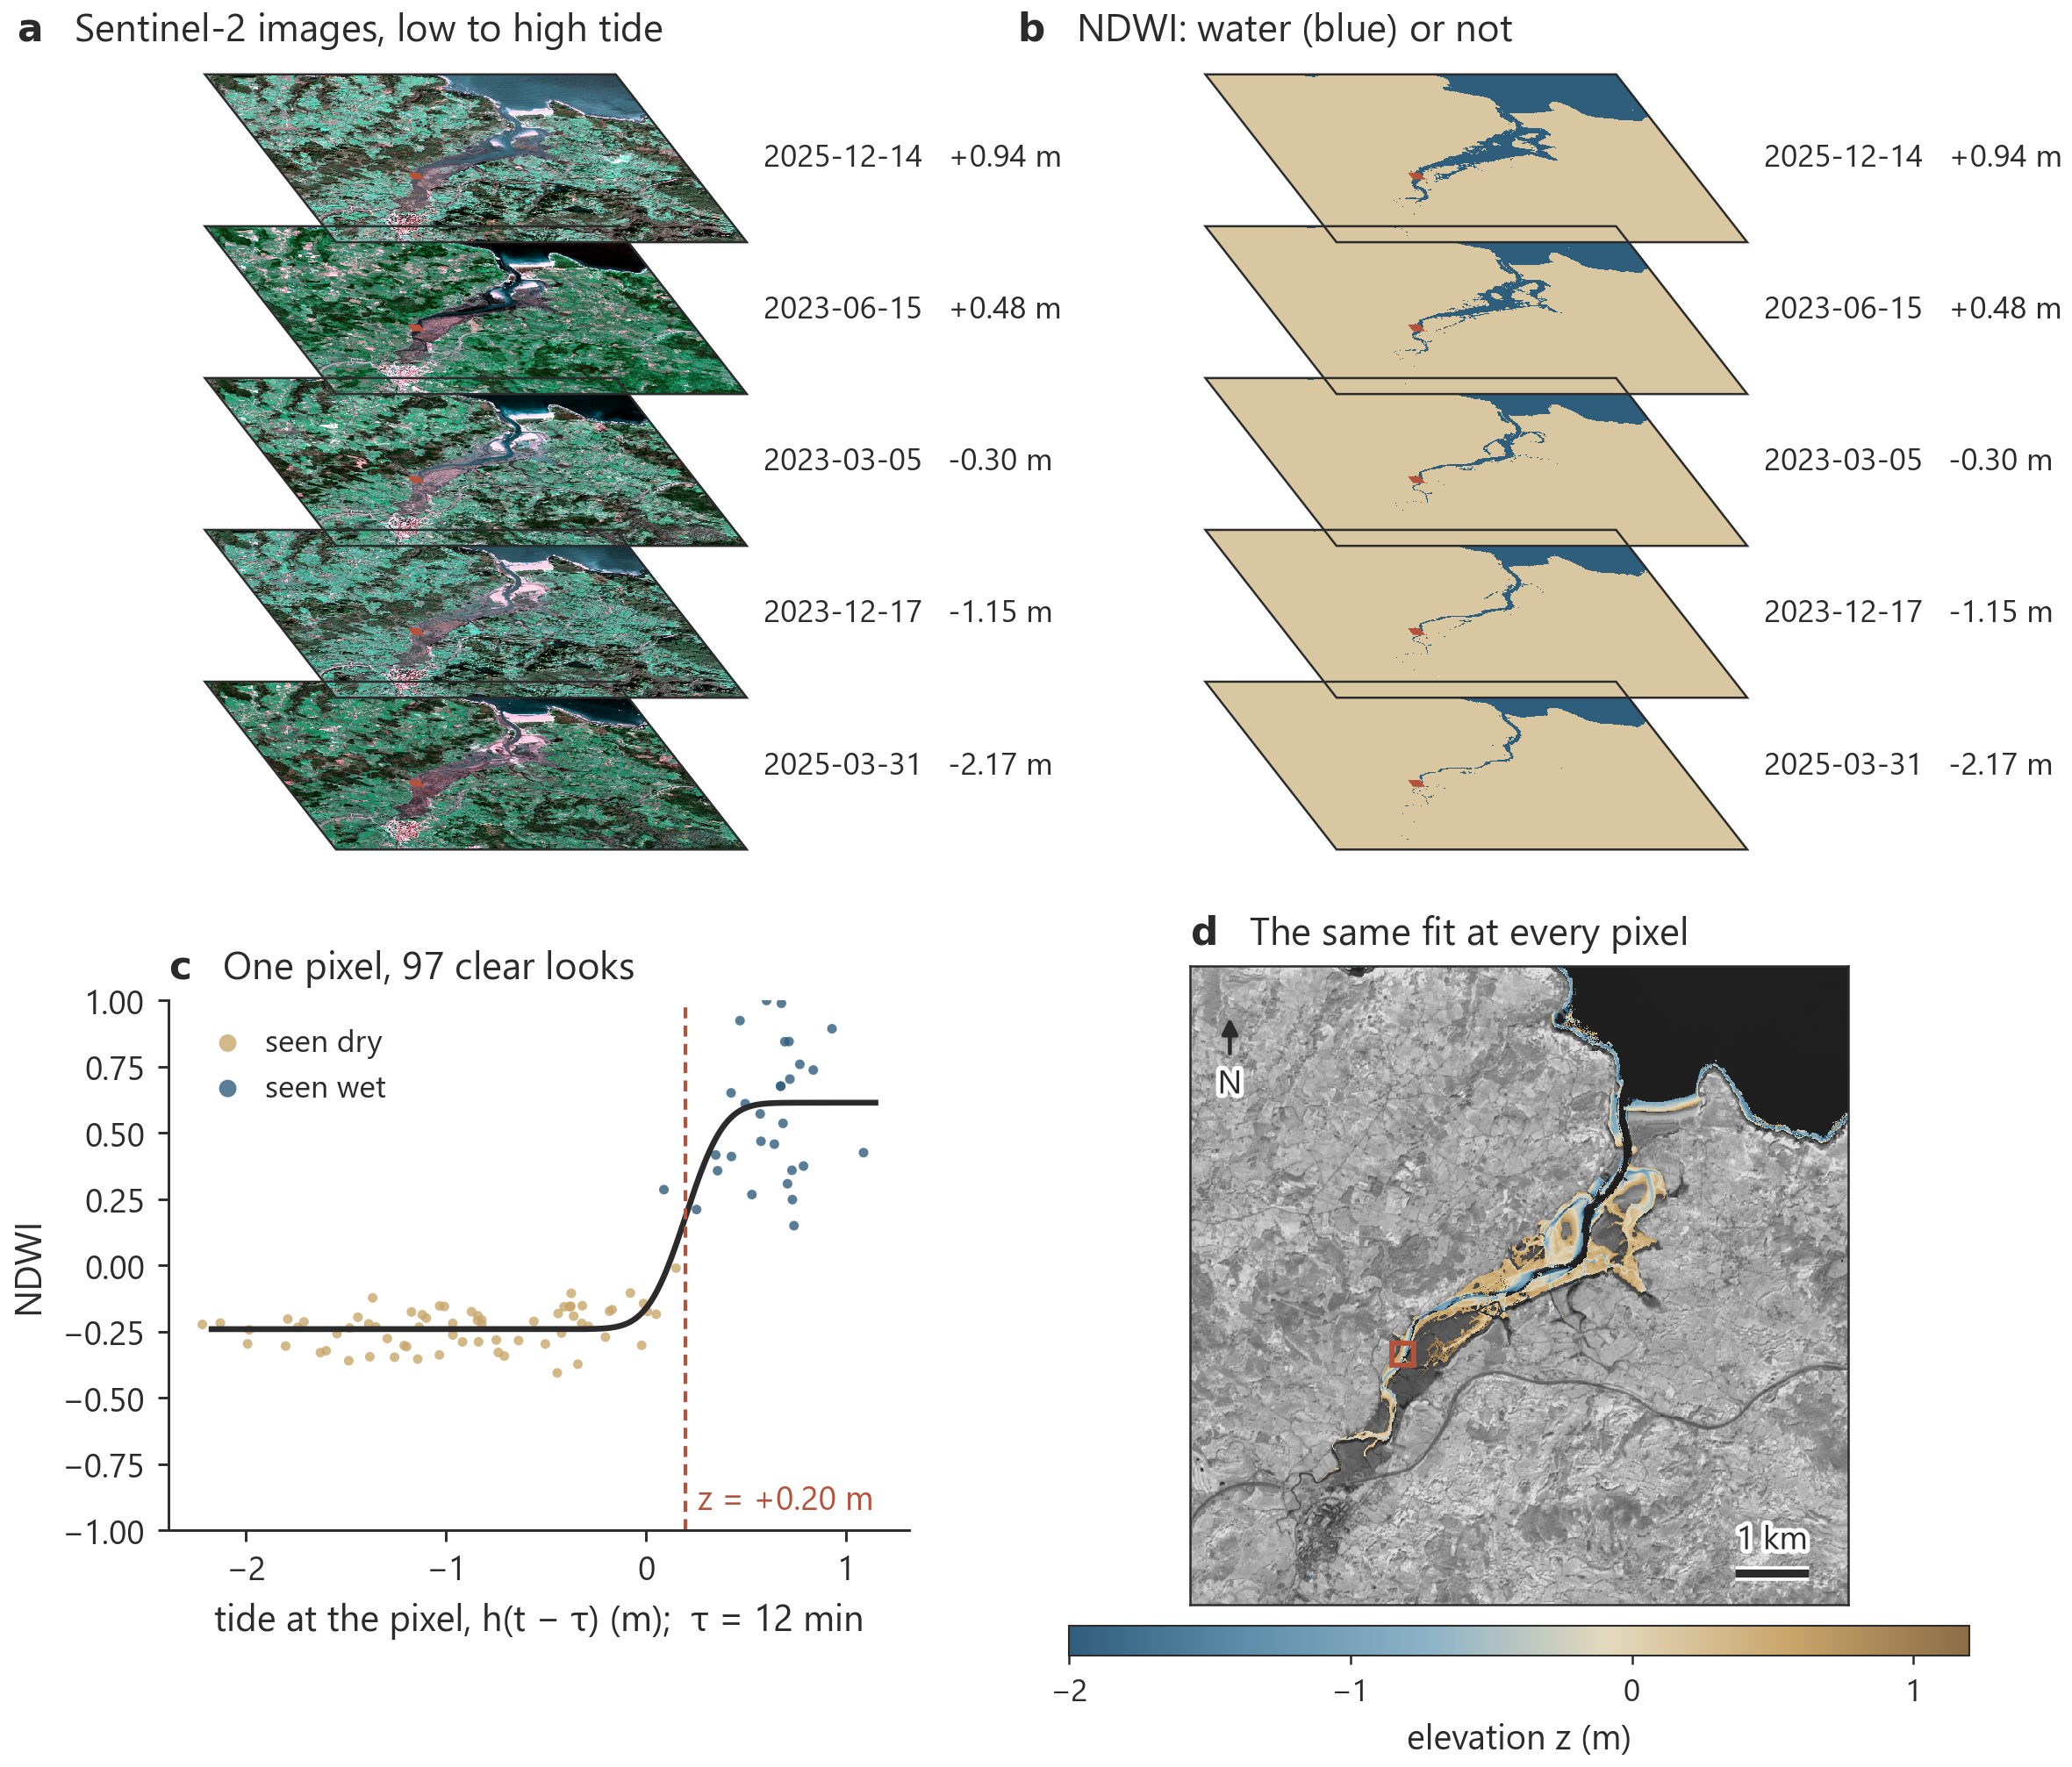 a Sentinel-2 images, low to high tide
2025-12-14 +0.94 m
2023-06-15 +0.48 m
2023-03-05 -0.30 m
2023-12-17 -1.15 m
2025-03-31 -2.17 m
b NDWI: water (blue) or not
2025-12-14 +0.94 m
2023-06-15 +0.48 m
2023-03-05 -0.30 m
2023-12-17 -1.15 m
2025-03-31 -2.17 m
c One pixel, 97 clear looks
NDWI
1.00
0.75
0.50
0.25
0.00
−0.25
−0.50
−0.75
−1.00
seen dry
seen wet
z = +0.20 m
−2 −1 0 1
tide at the pixel, h(t − τ) (m); τ = 12 min
d The same fit at every pixel
N
1 km
−2 −1 0 1
elevation z (m)